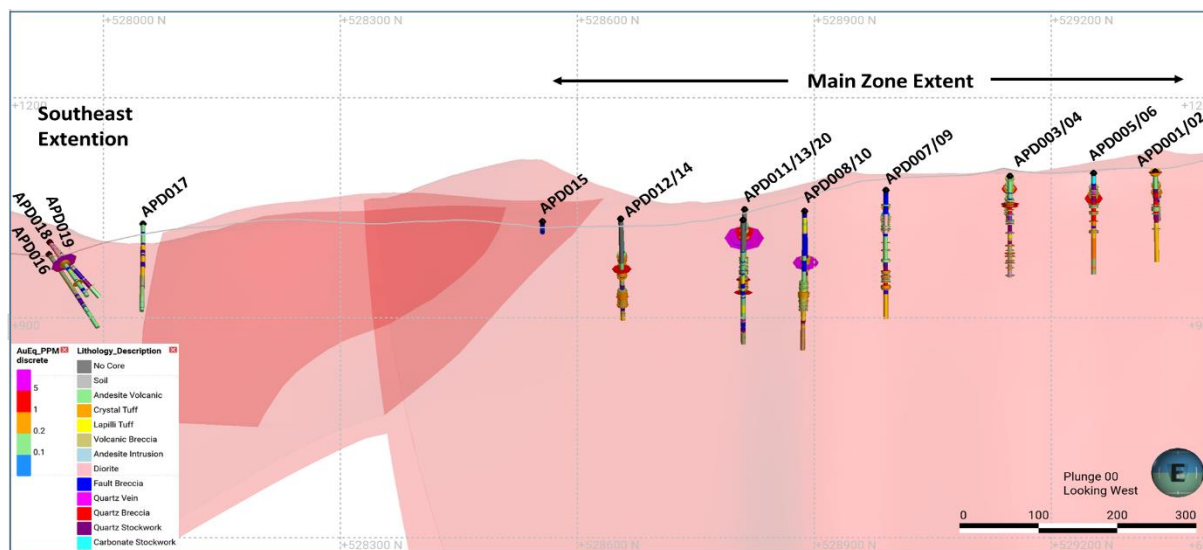 +528000 N
+528300 N
+528600 N
+528900 N
+529200 N
Main Zone Extent
+1200
+12
Southeast
Extention
APD018
APD019
APD016
APD017
APD015
APD012/14
APD011/13/20
APD008/10
APD007/09
APD003/04
APD005/06
APD001/02
+900
+9
AuEq_PPM
discrete
5
1
0.2
0.1
Lithology_Description
No Core
Soil
Andesite Volcanic
Crystal Tuff
Lapilli Tuff
Volcanic Breccia
Andesite Intrusion
Diorite
Fault Breccia
Quartz Vein
Quartz Breccia
Quartz Stockwork
Carbonate Stockwork
Plunge 00
Looking West
E
0 100 200 300
+528300 N
+528600 N
+528900 N
+529200 N